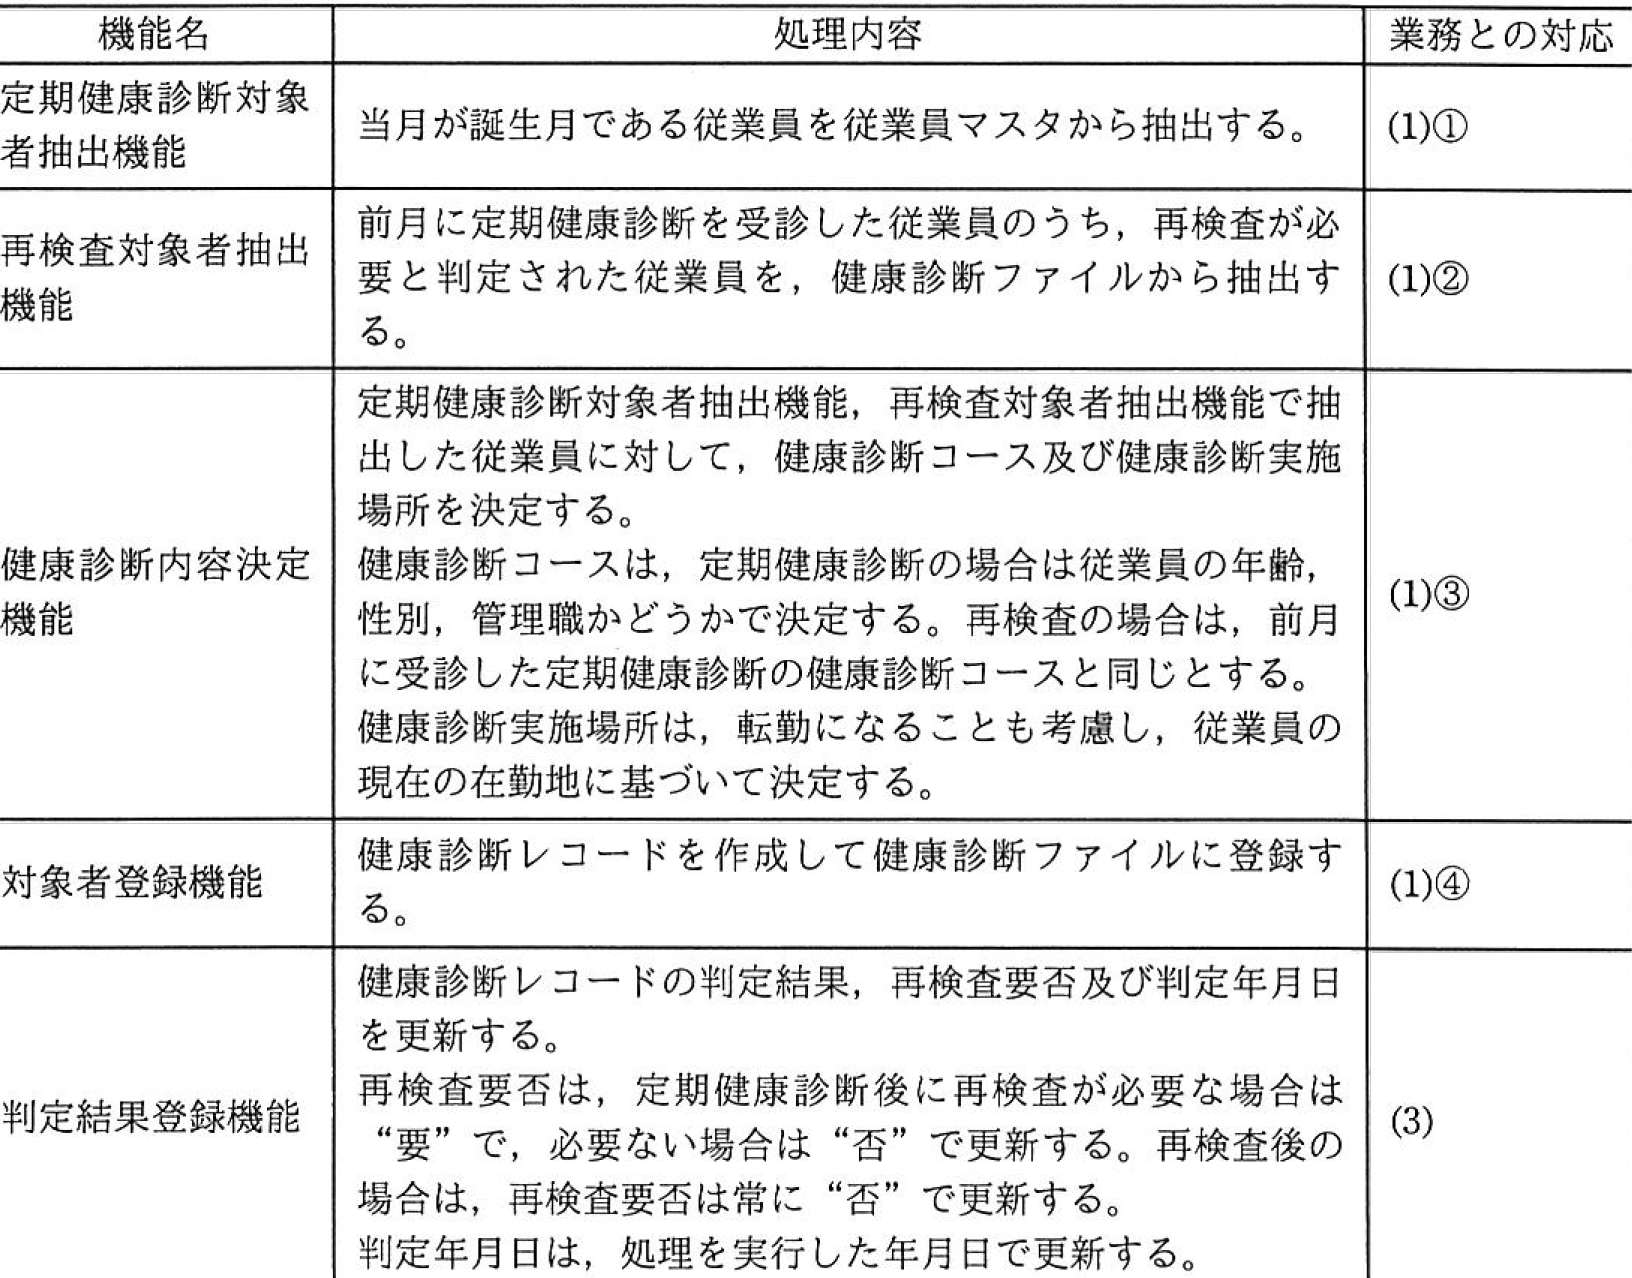 機能名
処理内容
業務との対応
定期健康診断対象
者抽出機能
当月が誕生月である従業員を従業員マスタから抽出する。
(1)①
再検査対象者抽出
機能
前月に定期健康診断を受診した従業員のうち，再検査が必
要と判定された従業員を，健康診断ファイルから抽出す
る。
(1)②
健康診断内容決定
機能
定期健康診断対象者抽出機能，再検査対象者抽出機能で抽
出した従業員に対して，健康診断コース及び健康診断実施
場所を決定する。
健康診断コースは，定期健康診断の場合は従業員の年齢，
性別，管理職かどうかで決定する。再検査の場合は，前月
に受診した定期健康診断の健康診断コースと同じとする。
健康診断実施場所は，転勤になることも考慮し，従業員の
現在の在勤地に基づいて決定する。
(1)③
対象者登録機能
健康診断レコードを作成して健康診断ファイルに登録す
る。
(1)④
判定結果登録機能
健康診断レコードの判定結果，再検査要否及び判定年月日
を更新する。
再検査要否は，定期健康診断後に再検査が必要な場合は
“要”で，必要ない場合は“否”で更新する。再検査後の
場合は，再検査要否は常に“否”で更新する。
判定年月日は，処理を実行した年月日で更新する。
(3)